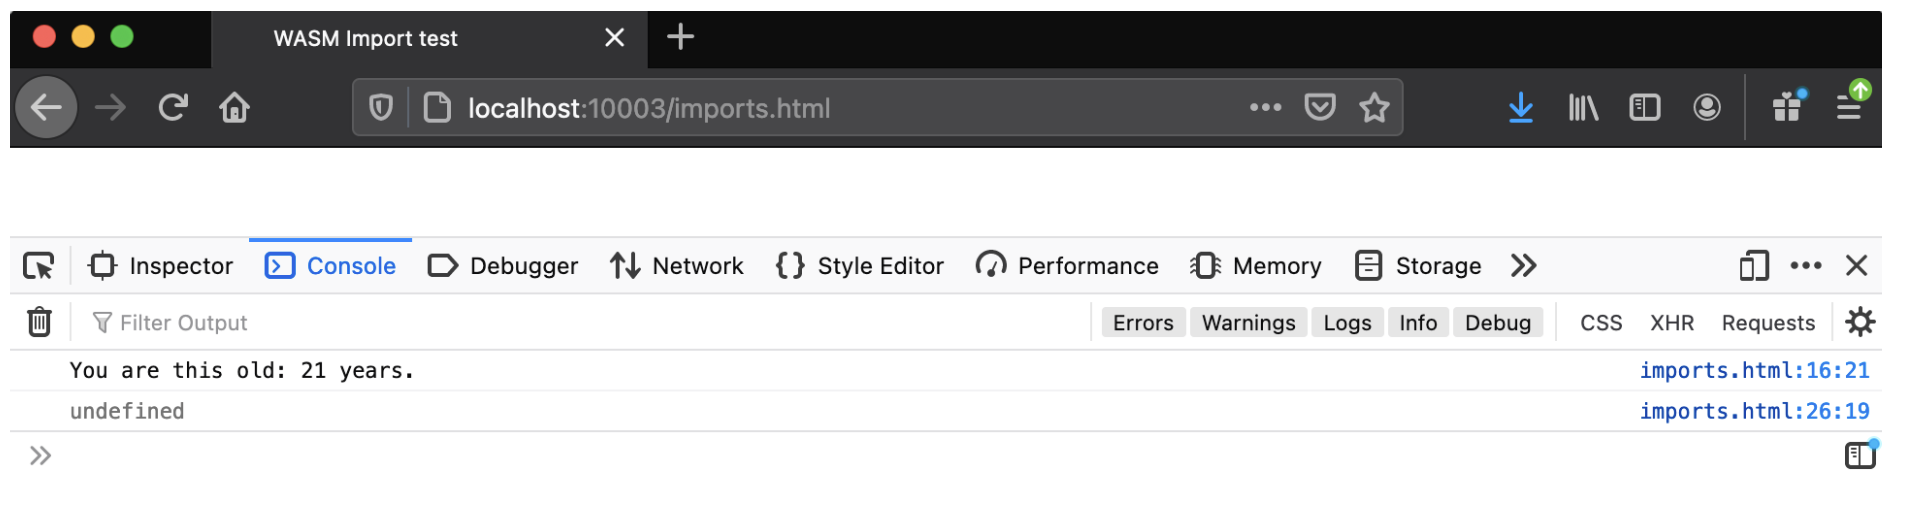 WASM Import test
localhost:10003/imports.html
Inspector Console Debugger Network Style Editor Performance Memory Storage
Filter Output Errors Warnings Logs Info Debug CSS XHR Requests
You are this old: 21 years. imports.html:16:21
undefined imports.html:26:19